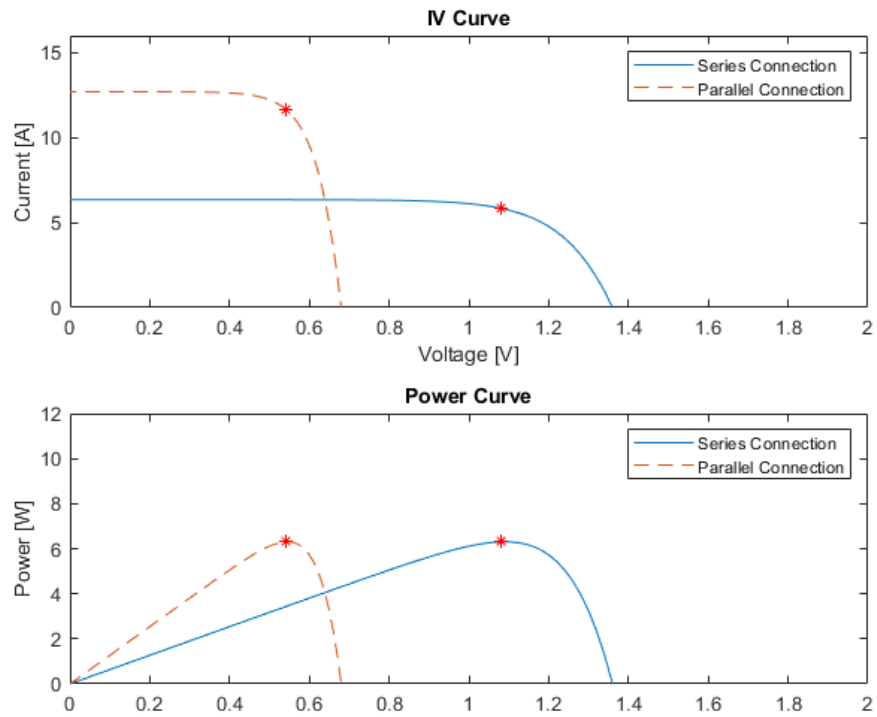 IV Curve
Current [A]
15
10
5
0
Series Connection
Parallel Connection
0 0.2 0.4 0.6 0.8 1 1.2 1.4 1.6 1.8 2
Voltage [V]
Power Curve
Power [W]
12
10
8
6
4
2
0
Series Connection
Parallel Connection
0 0.2 0.4 0.6 0.8 1 1.2 1.4 1.6 1.8 2